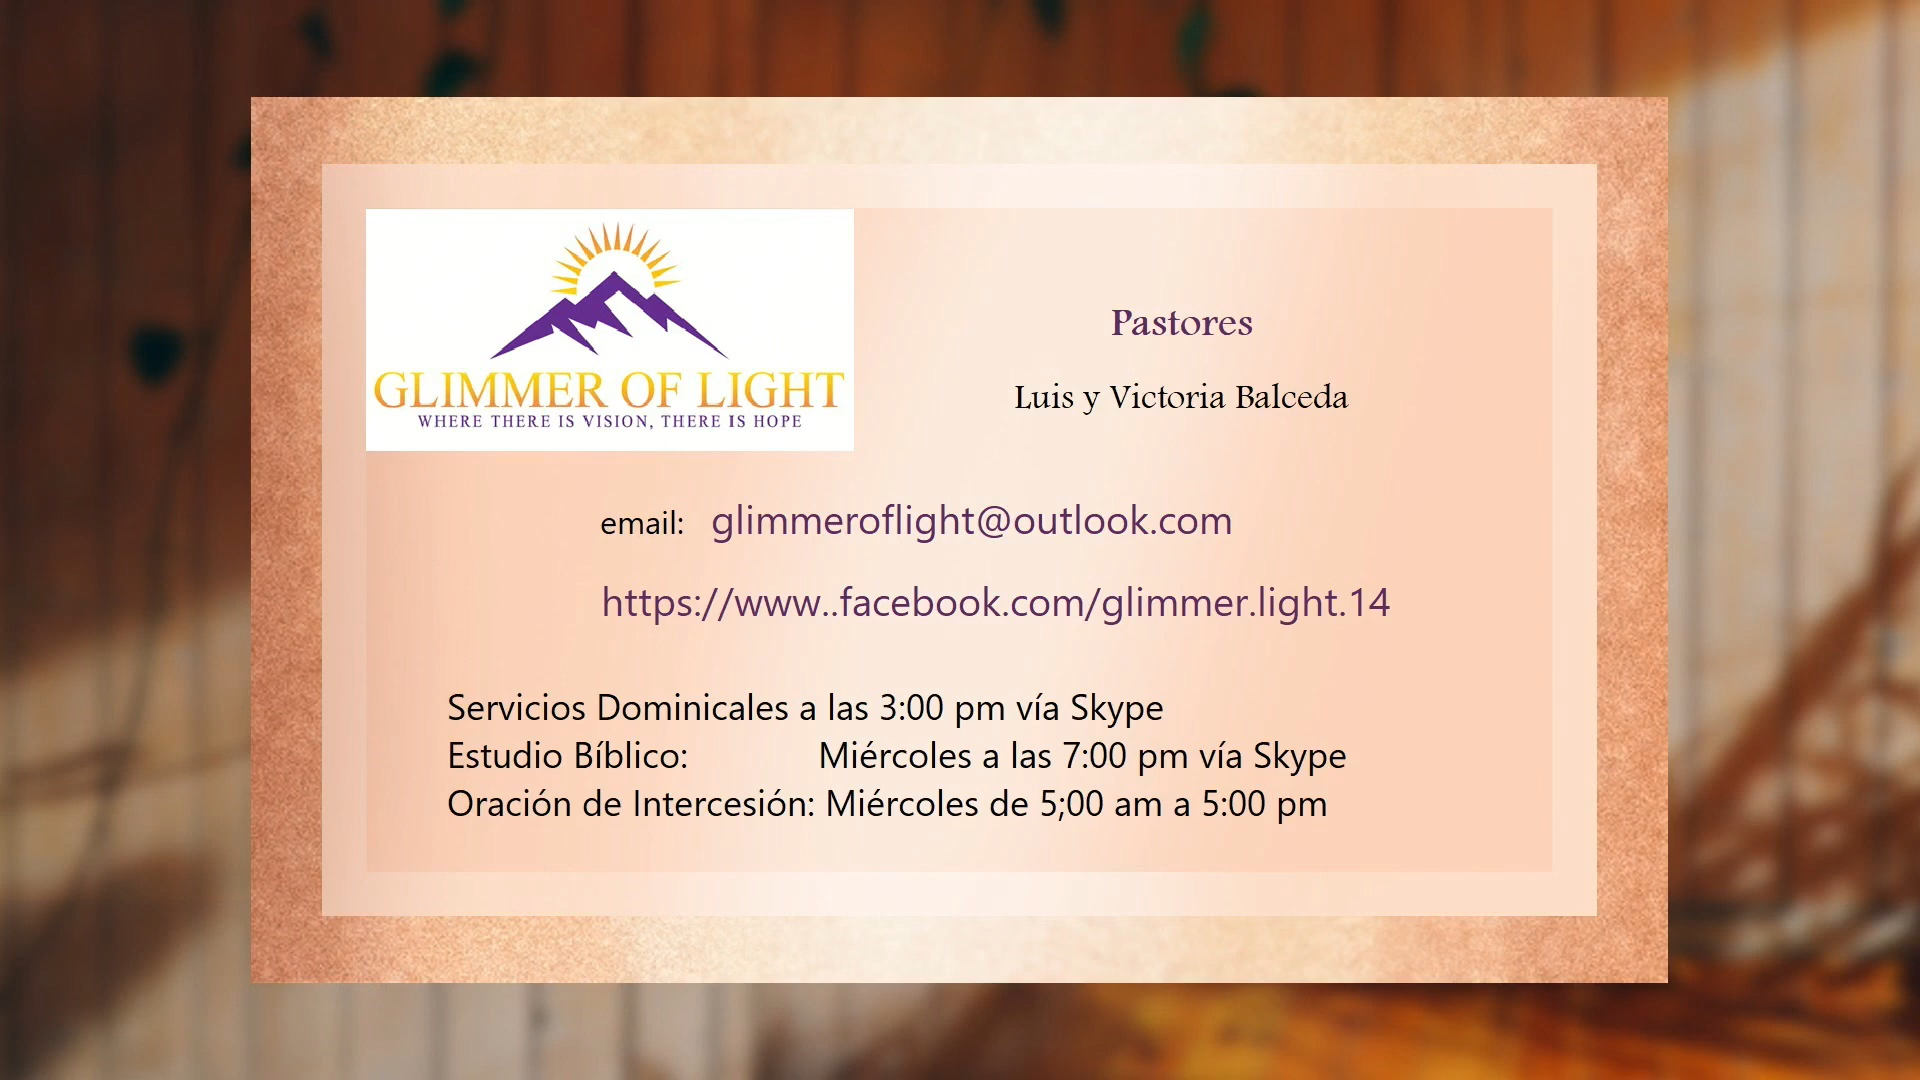 GLIMMER OF LIGHT
WHERE THERE IS VISION, THERE IS HOPE
Pastores
Luis y Victoria Balceda
email: glimmeroflight@outlook.com
https://www..facebook.com/glimmer.light.14
Servicios Dominicales a las 3:00 pm vía Skype
Estudio Bíblico: Miércoles a las 7:00 pm vía Skype
Oración de Intercesión: Miércoles de 5;00 am a 5:00 pm